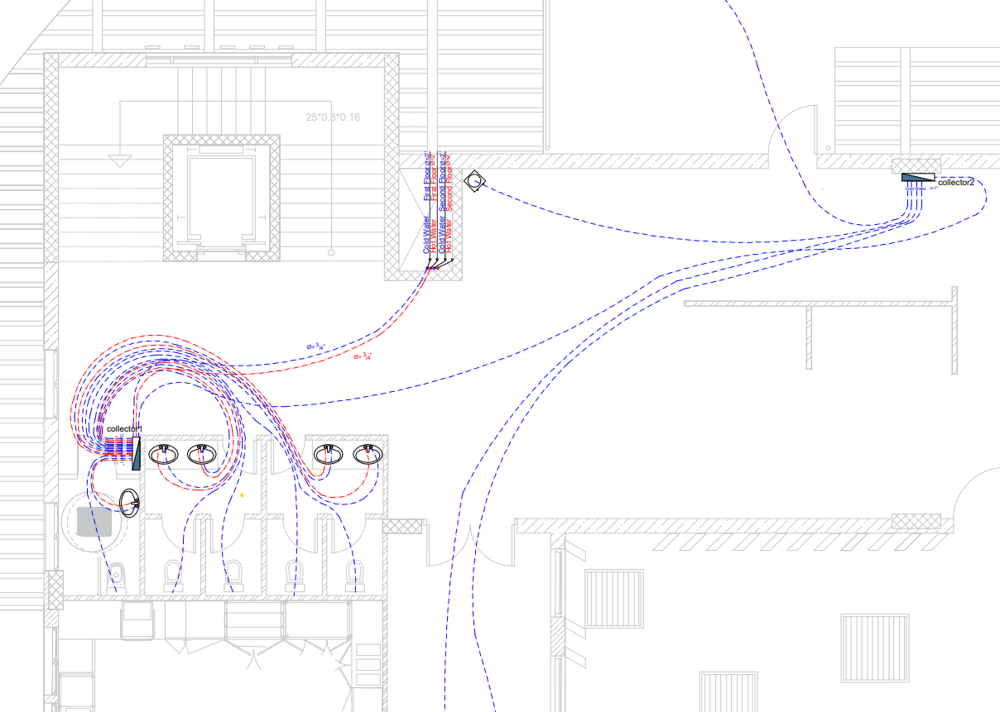 25*0.3*0.16
Cold Water First Floor Ø=2"
Hot Water First Floor Ø=2"
Cold Water Second Floor Ø=2"
Hot Water Second Floor Ø=2"
collector2
Cold Water Ø=1"
Ø= 3/4"
Ø= 3/4"
collector1